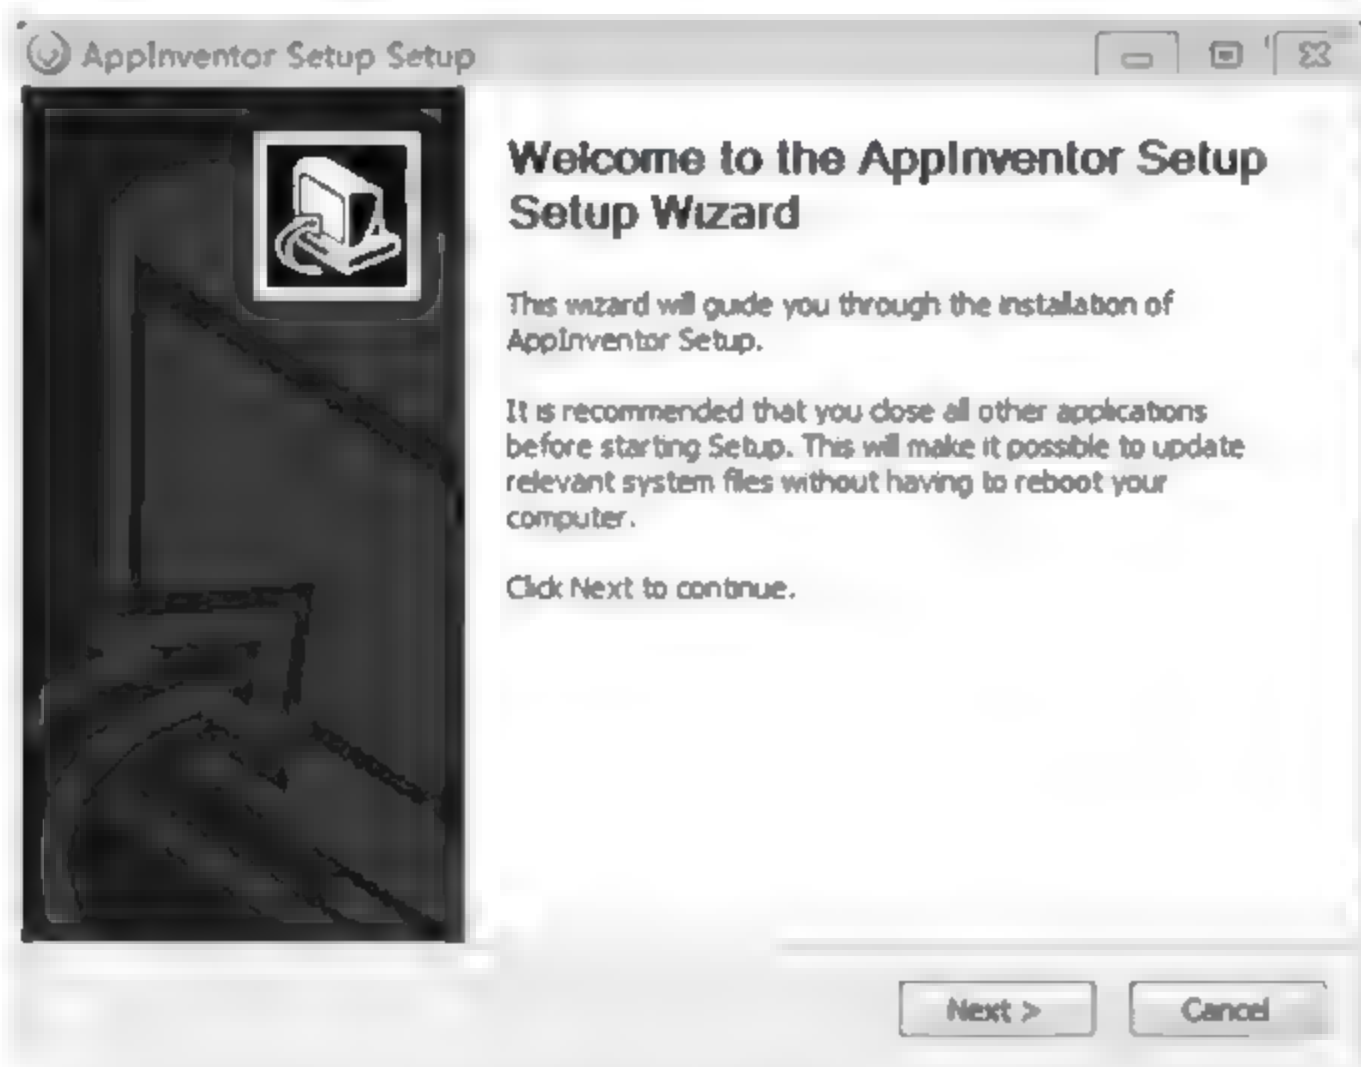 AppInventor Setup Setup
Welcome to the AppInventor Setup
Setup Wizard
This wizard will guide you through the installation of
AppInventor Setup.
It is recommended that you close all other applications
before starting Setup. This will make it possible to update
relevant system files without having to reboot your
computer.
Click Next to continue.
Next >
Cancel